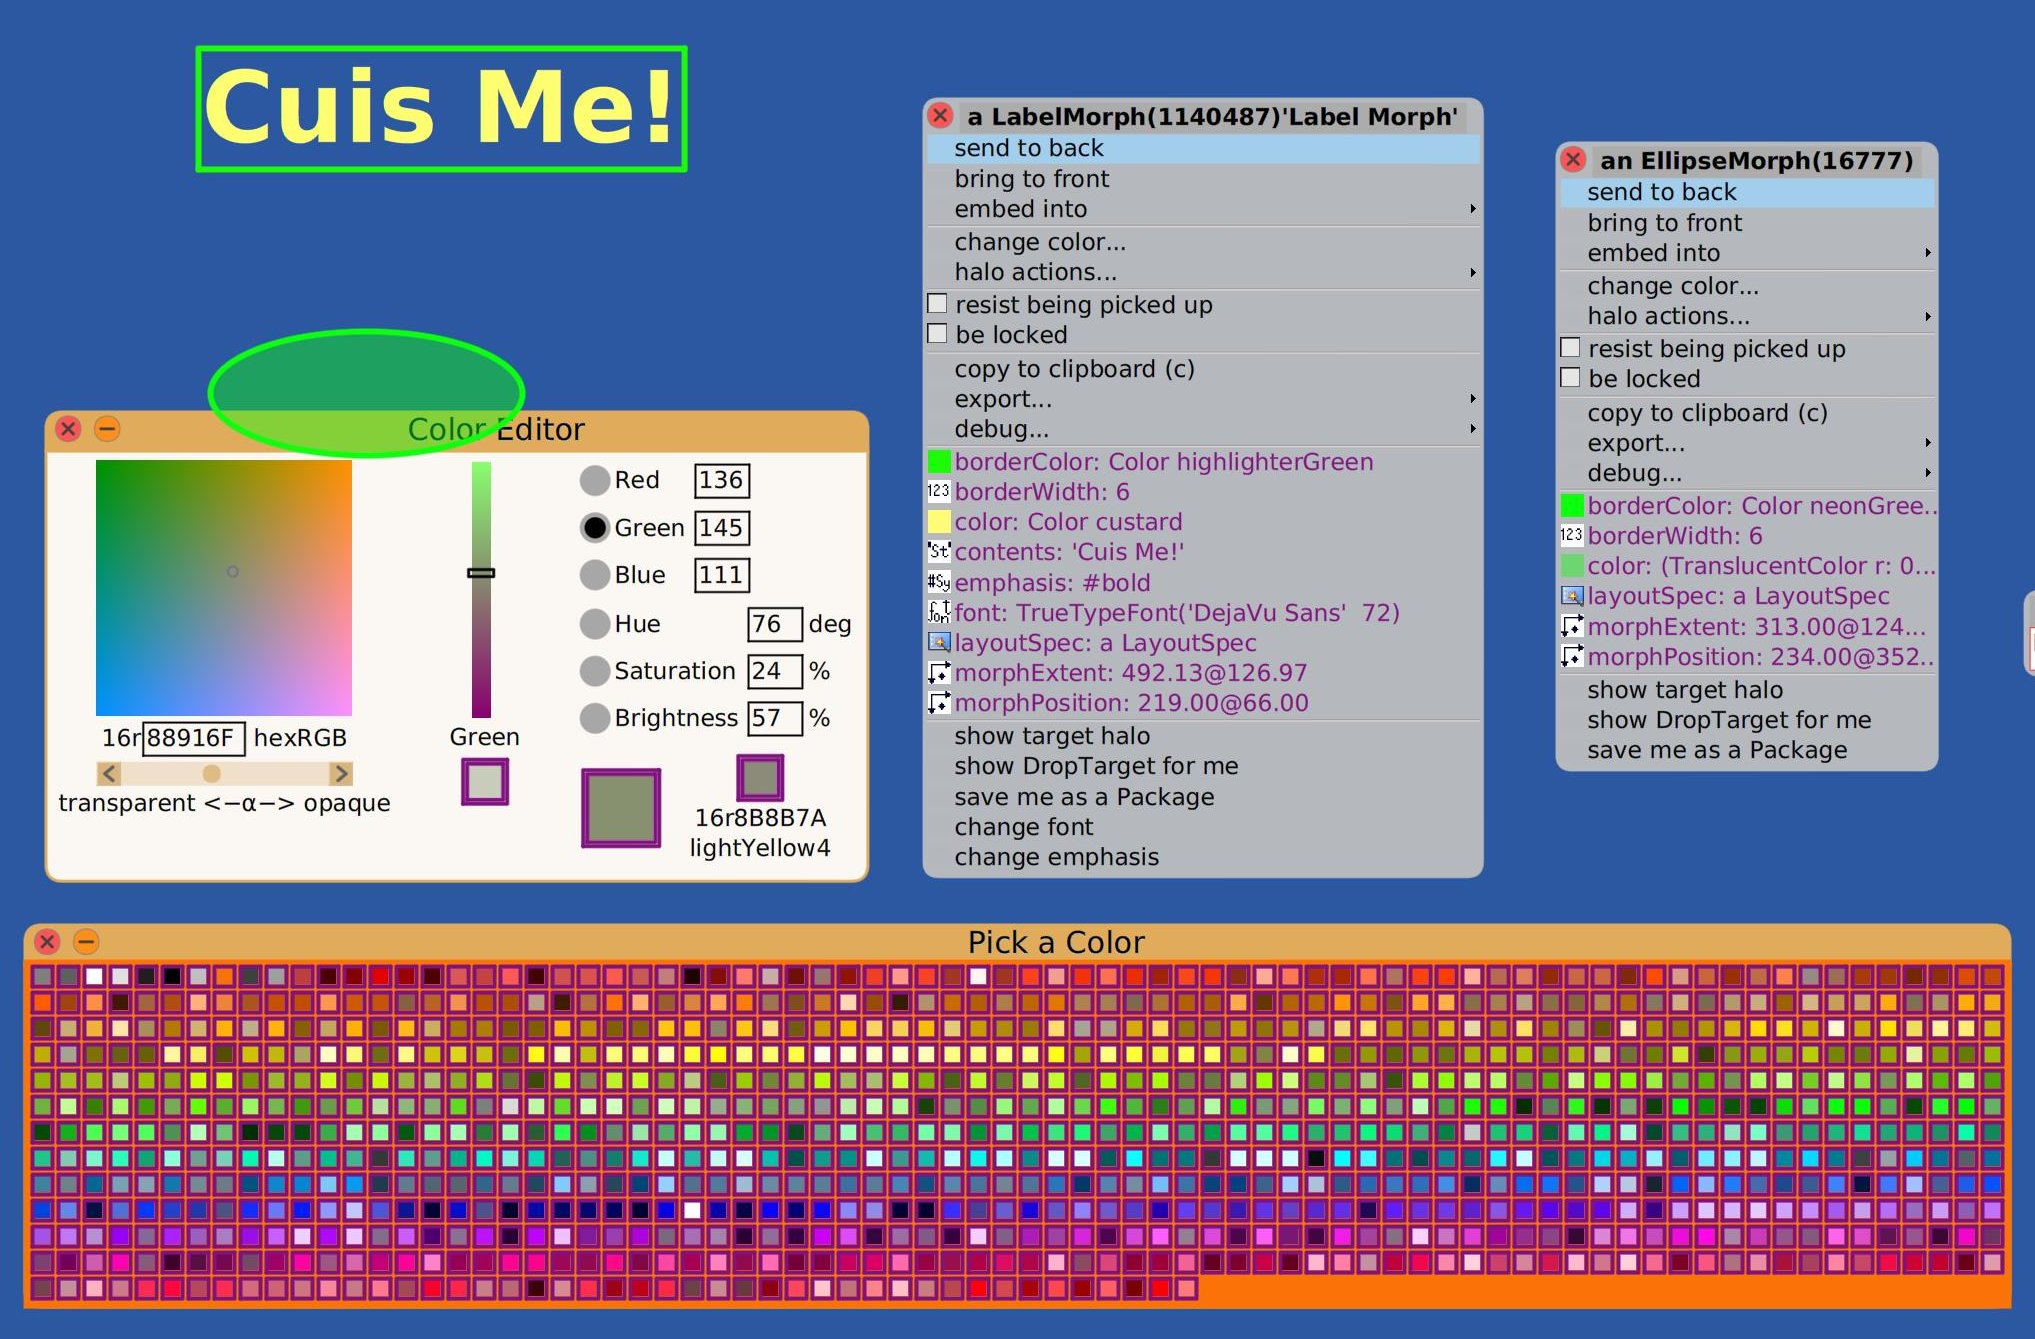 Cuis Me!
a LabelMorph(1140487)'Label Morph'
send to back
bring to front
embed into
change color...
halo actions...
resist being picked up
be locked
copy to clipboard (c)
export...
debug...
borderColor: Color highlighterGreen
123 borderWidth: 6
color: Color custard
'St' contents: 'Cuis Me!'
#Sy emphasis: #bold
font font: TrueTypeFont('DejaVu Sans'  72)
layoutSpec: a LayoutSpec
morphExtent: 492.13@126.97
morphPosition: 219.00@66.00
show target halo
show DropTarget for me
save me as a Package
change font
change emphasis
an EllipseMorph(16777)
send to back
bring to front
embed into
change color...
halo actions...
resist being picked up
be locked
copy to clipboard (c)
export...
debug...
borderColor: Color neonGree..
123 borderWidth: 6
color: (TranslucentColor r: 0...
layoutSpec: a LayoutSpec
morphExtent: 313.00@124...
morphPosition: 234.00@352..
show target halo
show DropTarget for me
save me as a Package
Color Editor
Red 136
Green 145
Blue 111
Hue 76 deg
Saturation 24 %
Brightness 57 %
16r 88916F hexRGB
transparent <−α−> opaque
Green
16r8B8B7A
lightYellow4
Pick a Color